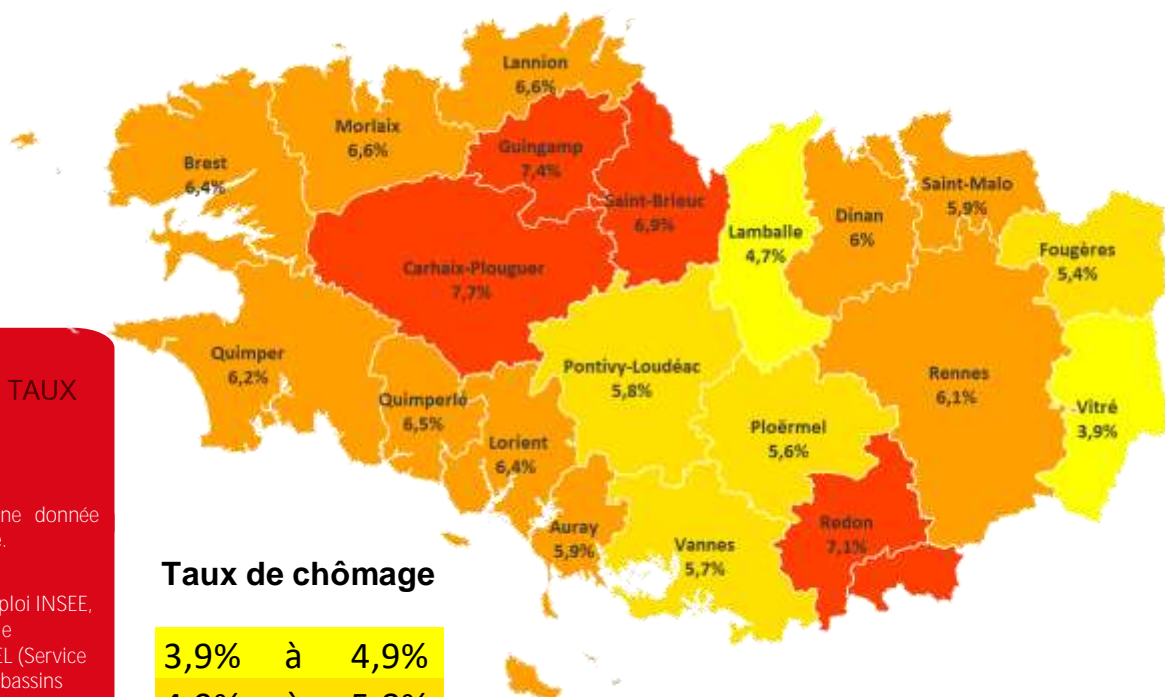 Lannion
6,6%
Morlaix
6,6%
Guingamp
7,4%
Brest
6,4%
Saint-Brieuc
6,9%
Saint-Malo
5,9%
Dinan
6%
Lamballe
4,7%
Fougères
5,4%
Carhaix-Plouguer
7,7%
Quimper
6,2%
Pontivy-Loudéac
5,8%
Rennes
6,1%
Quimperlé
6,5%
Vitré
3,9%
Ploërmel
5,6%
Lorient
6,4%
Auray
5,9%
Vannes
5,7%
Redon
7,1%
TAUX
ne donnée
ploi INSEE,
e
EL (Service
bassins
Taux de chômage
3,9% à 4,9%